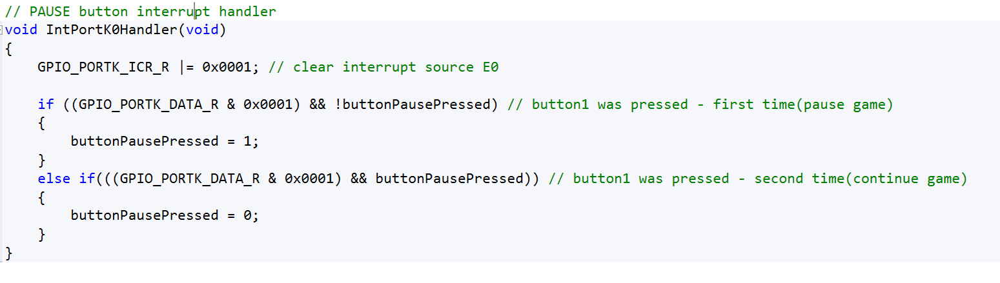 // PAUSE button interrupt handler
void IntPortK0Handler(void)
{
    GPIO_PORTK_ICR_R |= 0x0001; // clear interrupt source E0
    if ((GPIO_PORTK_DATA_R & 0x0001) && !buttonPausePressed) // button1 was pressed - first time(pause game)
    {
        buttonPausePressed = 1;
    }
    else if(((GPIO_PORTK_DATA_R & 0x0001) && buttonPausePressed)) // button1 was pressed - second time(continue game)
    {
        buttonPausePressed = 0;
    }
}